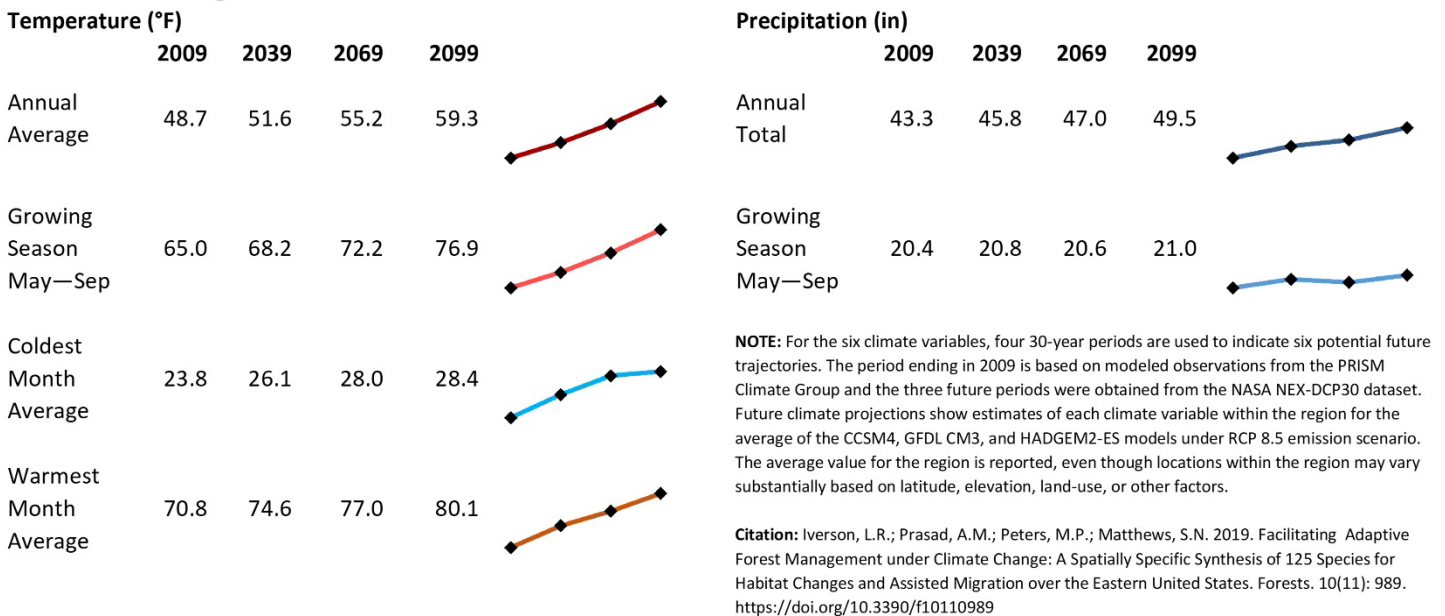 Temperature (°F)
2009 2039 2069 2099
Annual
Average
48.7 51.6 55.2 59.3
Growing
Season
May—Sep
65.0 68.2 72.2 76.9
Coldest
Month
Average
23.8 26.1 28.0 28.4
Warmest
Month
Average
70.8 74.6 77.0 80.1
Precipitation (in)
2009 2039 2069 2099
Annual
Total
43.3 45.8 47.0 49.5
Growing
Season
May—Sep
20.4 20.8 20.6 21.0
NOTE: For the six climate variables, four 30-year periods are used to indicate six potential future
trajectories. The period ending in 2009 is based on modeled observations from the PRISM
Climate Group and the three future periods were obtained from the NASA NEX-DCP30 dataset.
Future climate projections show estimates of each climate variable within the region for the
average of the CCSM4, GFDL CM3, and HADGEM2-ES models under RCP 8.5 emission scenario.
The average value for the region is reported, even though locations within the region may vary
substantially based on latitude, elevation, land-use, or other factors.
Citation: Iverson, L.R.; Prasad, A.M.; Peters, M.P.; Matthews, S.N. 2019. Facilitating Adaptive
Forest Management under Climate Change: A Spatially Specific Synthesis of 125 Species for
Habitat Changes and Assisted Migration over the Eastern United States. Forests. 10(11): 989.
https://doi.org/10.3390/f10110989